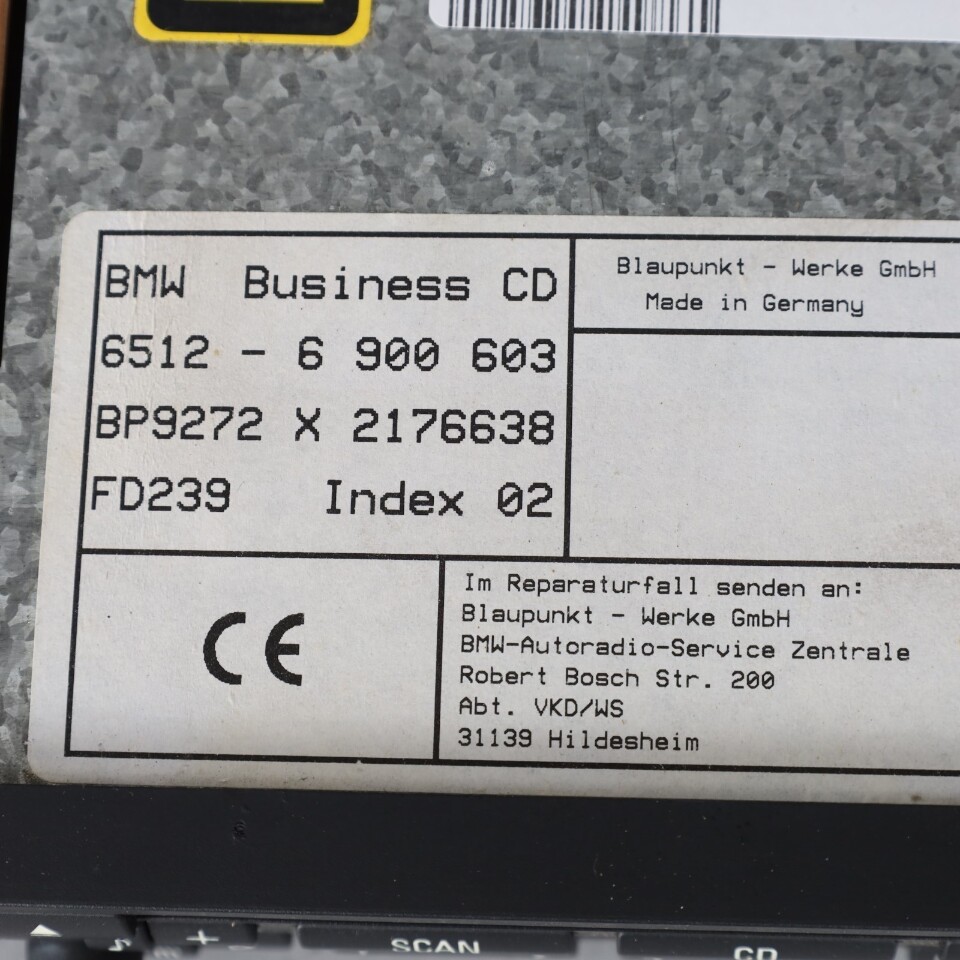 BMW Business CD
6512 - 6 900 603
BP9272 X 2176638
FD239 Index 02
Blaupunkt - Werke GmbH
Made in Germany
Im Reparaturfall senden an:
Blaupunkt - Werke GmbH
BMW-Autoradio-Service Zentrale
Robert Bosch Str. 200
Abt. VKD/WS
31139 Hildesheim
CE
+ -
SCAN
CD